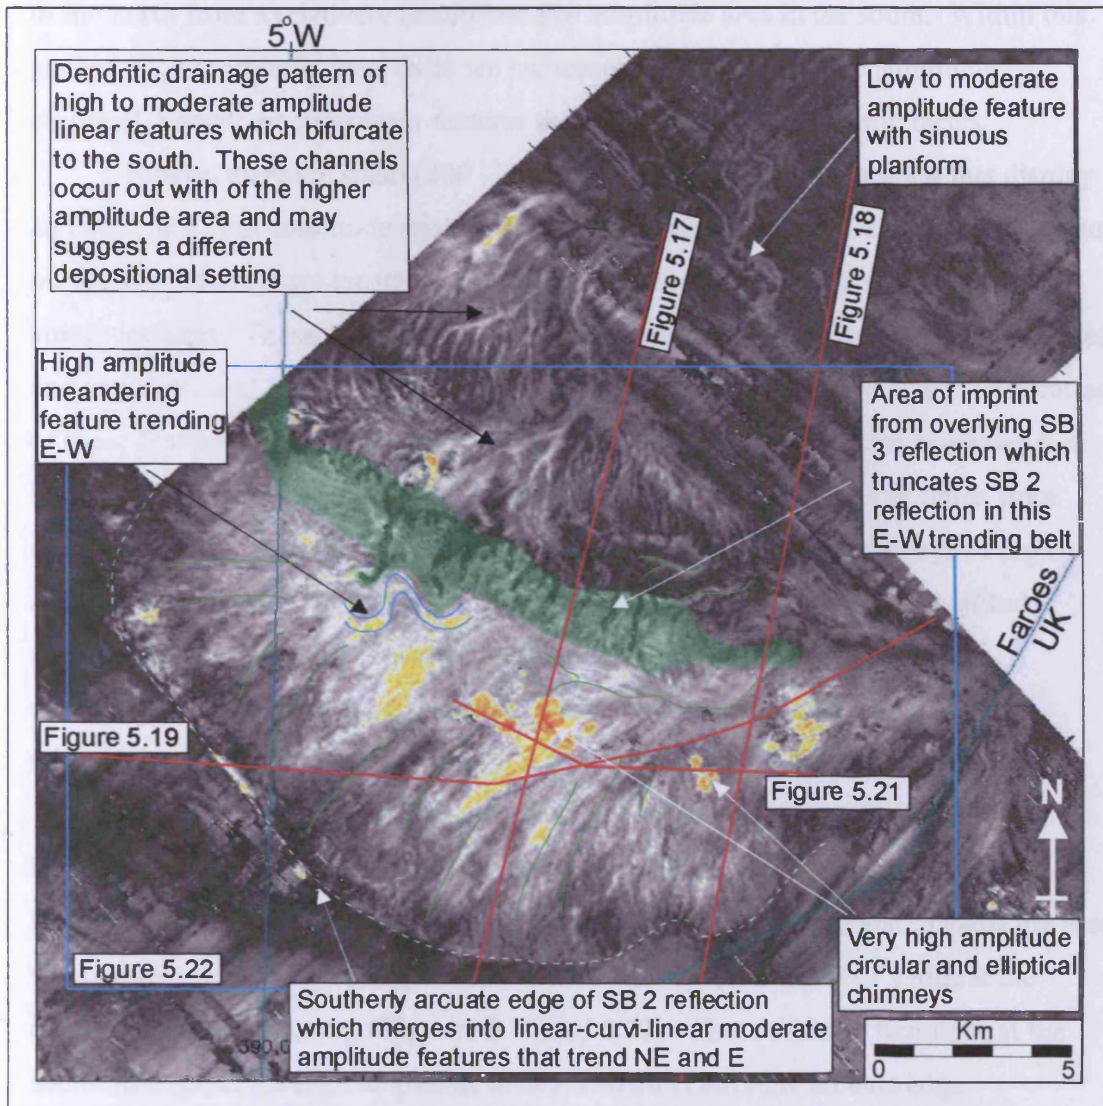 5°W
Dendritic drainage pattern of
high to moderate amplitude
linear features which bifurcate
to the south. These channels
occur out with of the higher
amplitude area and may
suggest a different
depositional setting
Low to moderate
amplitude feature
with sinuous
planform
Figure 5.17
Figure 5.18
High amplitude
meandering
feature trending
E-W
Area of imprint
from overlying SB
3 reflection which
truncates SB 2
reflection in this
E-W trending belt
Faroes
UK
Figure 5.19
Figure 5.21
N
Very high amplitude
circular and elliptical
chimneys
Figure 5.22
Southerly arcuate edge of SB 2 reflection
which merges into linear-curvi-linear moderate
amplitude features that trend NE and E
Km
0 5